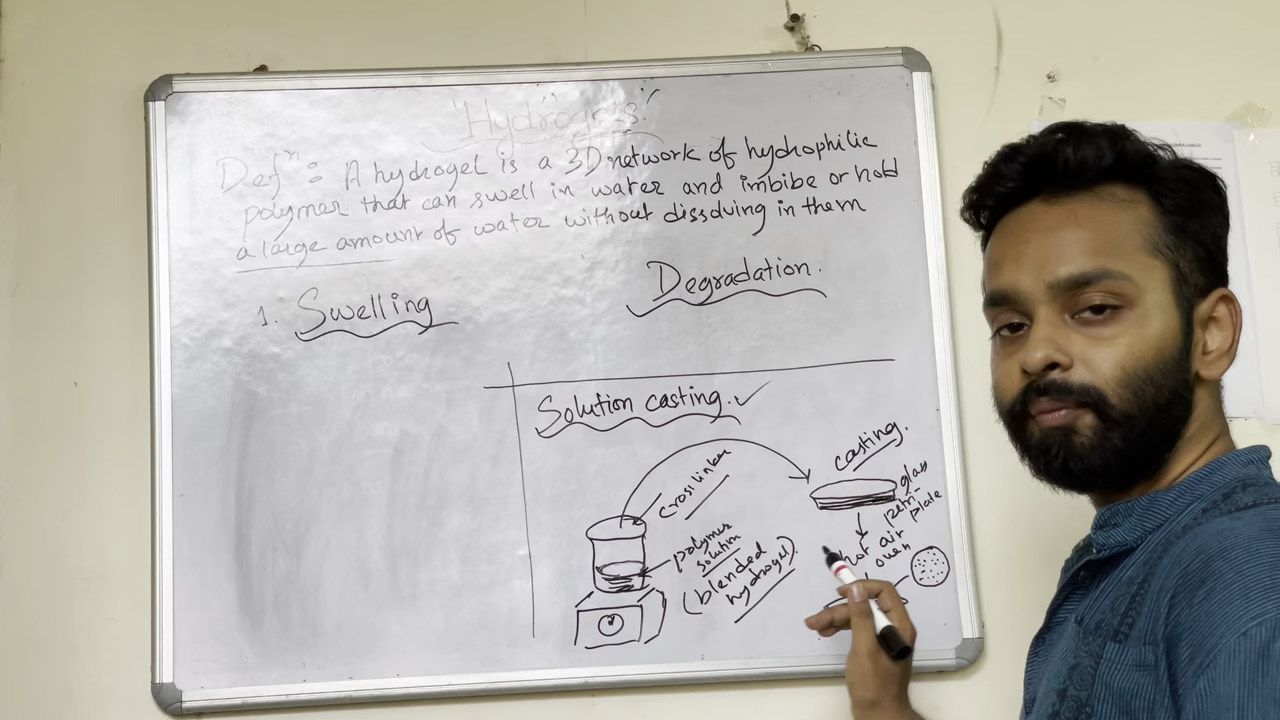 "Hydrogels"
Defⁿ : A hydrogel is a 3D network of hydrophilic
polymer that can swell in water and imbibe or hold
a large amount of water without dissolving in them
1. Swelling
Degradation.
Solution casting. ✓
cross linker
polymer
solution
(blended
hydrogel).
casting.
glass
petri-
plate
hot air
oven